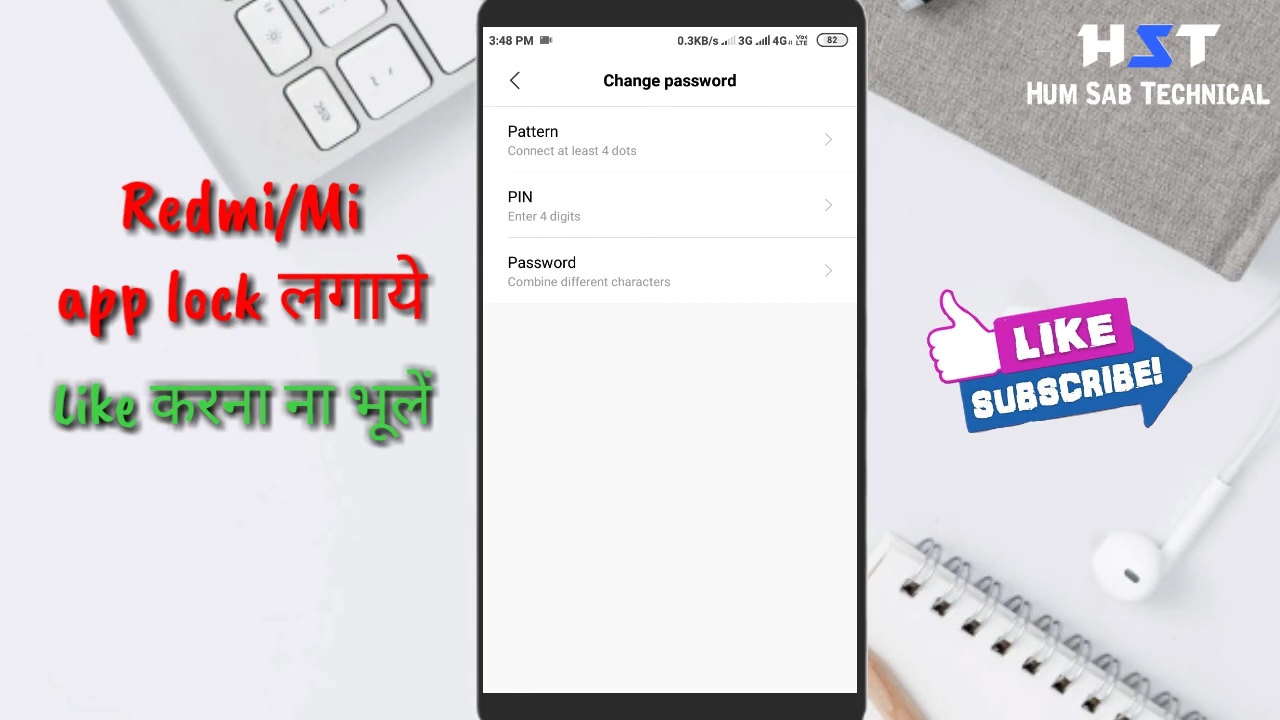 3:48 PM
0.3KB/s 3G 4G VoLTE 82
Change password
Pattern
Connect at least 4 dots
PIN
Enter 4 digits
Password
Combine different characters
Redmi/Mi
app lock लगाये
Like करना ना भूलें
HST
HUM SAB TECHNICAL
LIKE
SUBSCRIBE!